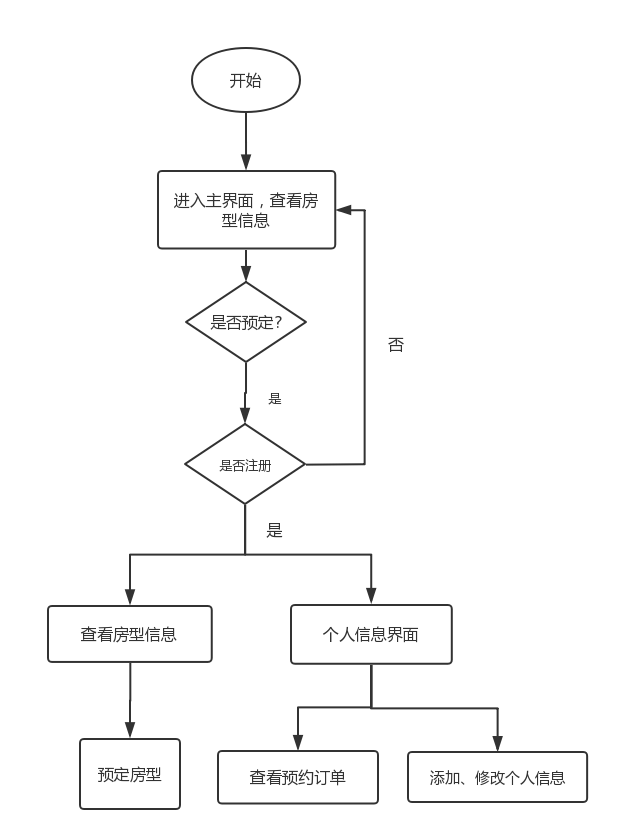 开始
进入主界面，查看房
型信息
是否预定?
否
是
是否注册
是
查看房型信息
个人信息界面
预定房型
查看预约订单
添加、修改个人信息